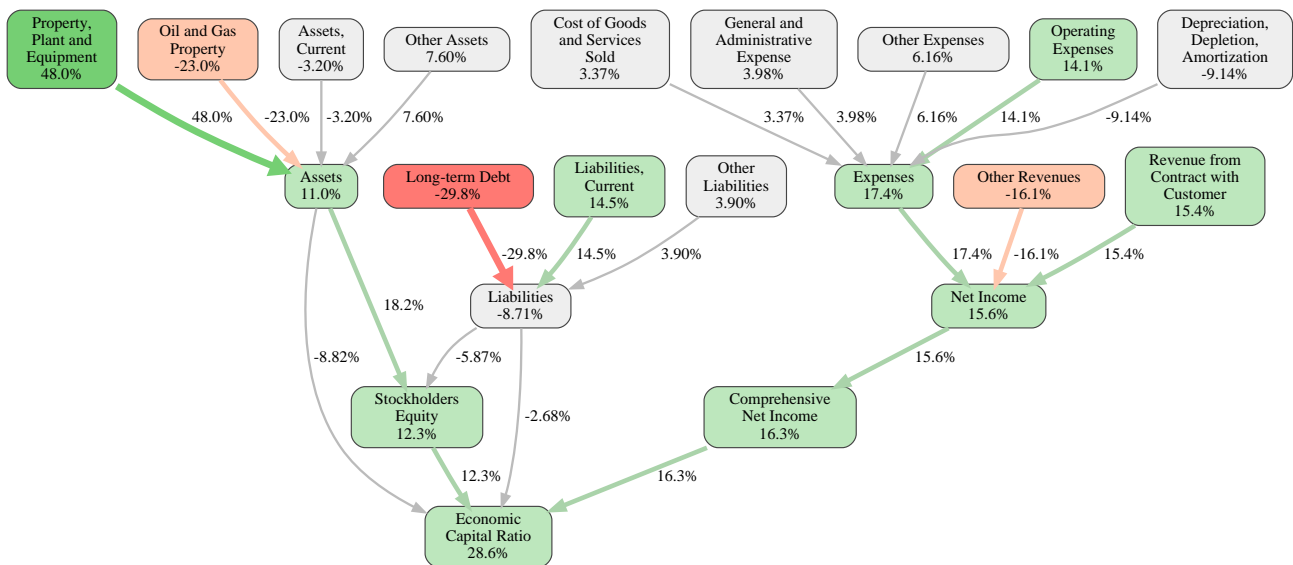 Property,
Plant and
Equipment
48.0%
Oil and Gas
Property
-23.0%
Assets,
Current
-3.20%
Other Assets
7.60%
Cost of Goods
and Services
Sold
3.37%
General and
Administrative
Expense
3.98%
Other Expenses
6.16%
Operating
Expenses
14.1%
Depreciation,
Depletion,
Amortization
-9.14%
48.0%
-23.0%
-3.20%
7.60%
3.37%
3.98%
6.16%
14.1%
-9.14%
Assets
11.0%
Long-term Debt
-29.8%
Liabilities,
Current
14.5%
Other
Liabilities
3.90%
Expenses
17.4%
Other Revenues
-16.1%
Revenue from
Contract with
Customer
15.4%
-29.8%
14.5%
3.90%
17.4%
-16.1%
15.4%
18.2%
Liabilities
-8.71%
Net Income
15.6%
-8.82%
-5.87%
15.6%
Stockholders
Equity
12.3%
-2.68%
Comprehensive
Net Income
16.3%
12.3%
16.3%
Economic
Capital Ratio
28.6%